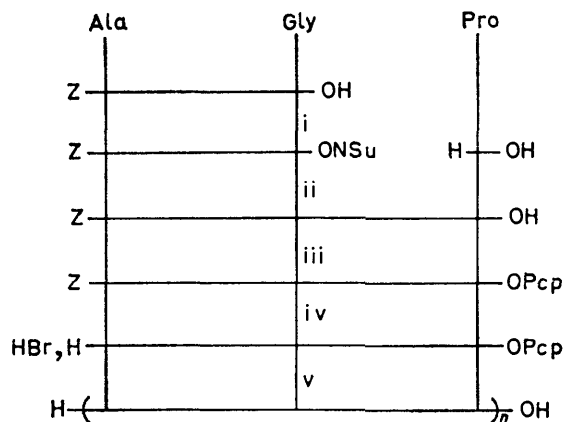 Ala Gly Pro
Z OH
i
Z ONSu H OH
ii
Z OH
iii
Z OPcp
iv
HBr,H OPcp
v
H ( )n OH